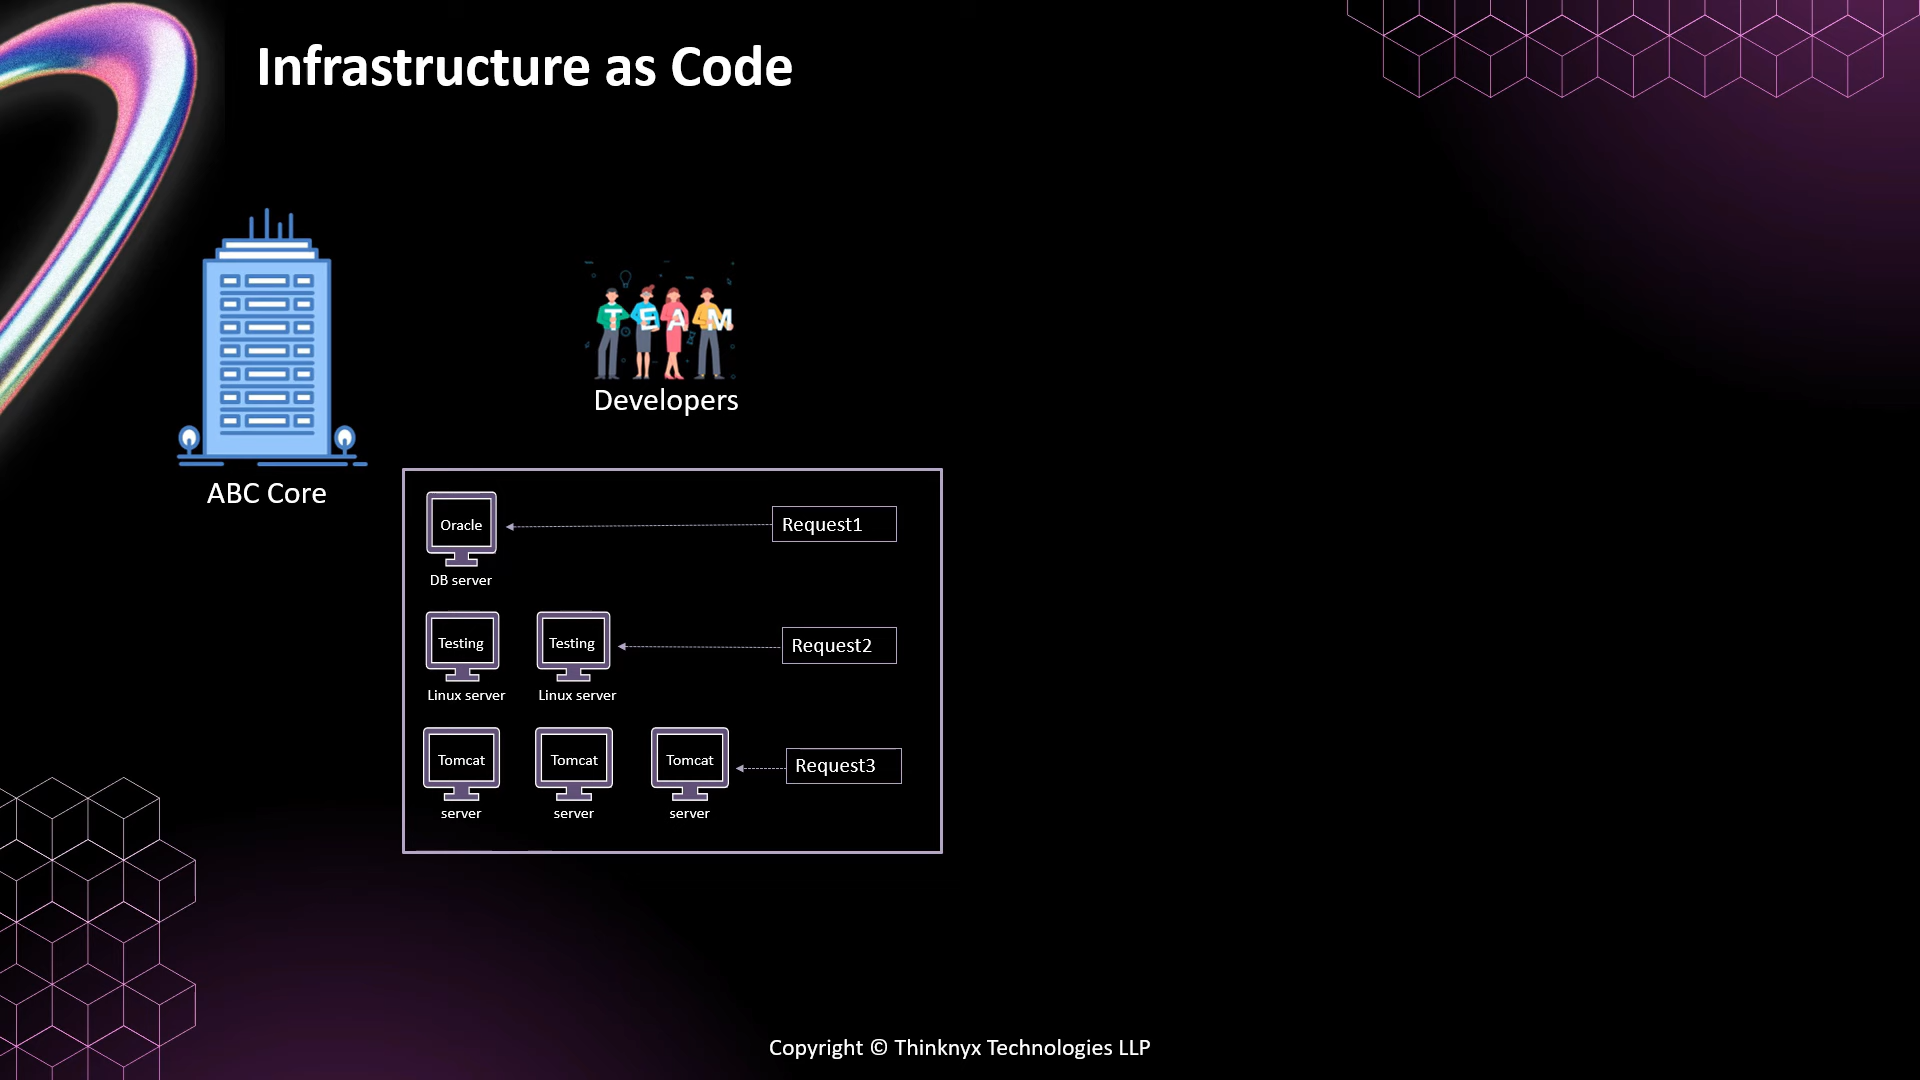 Infrastructure as Code
TEAM
Developers
ABC Core
Oracle
Request1
DB server
Testing
Testing
Request2
Linux server
Linux server
Tomcat
Tomcat
Tomcat
Request3
server
server
server
Copyright © Thinknyx Technologies LLP